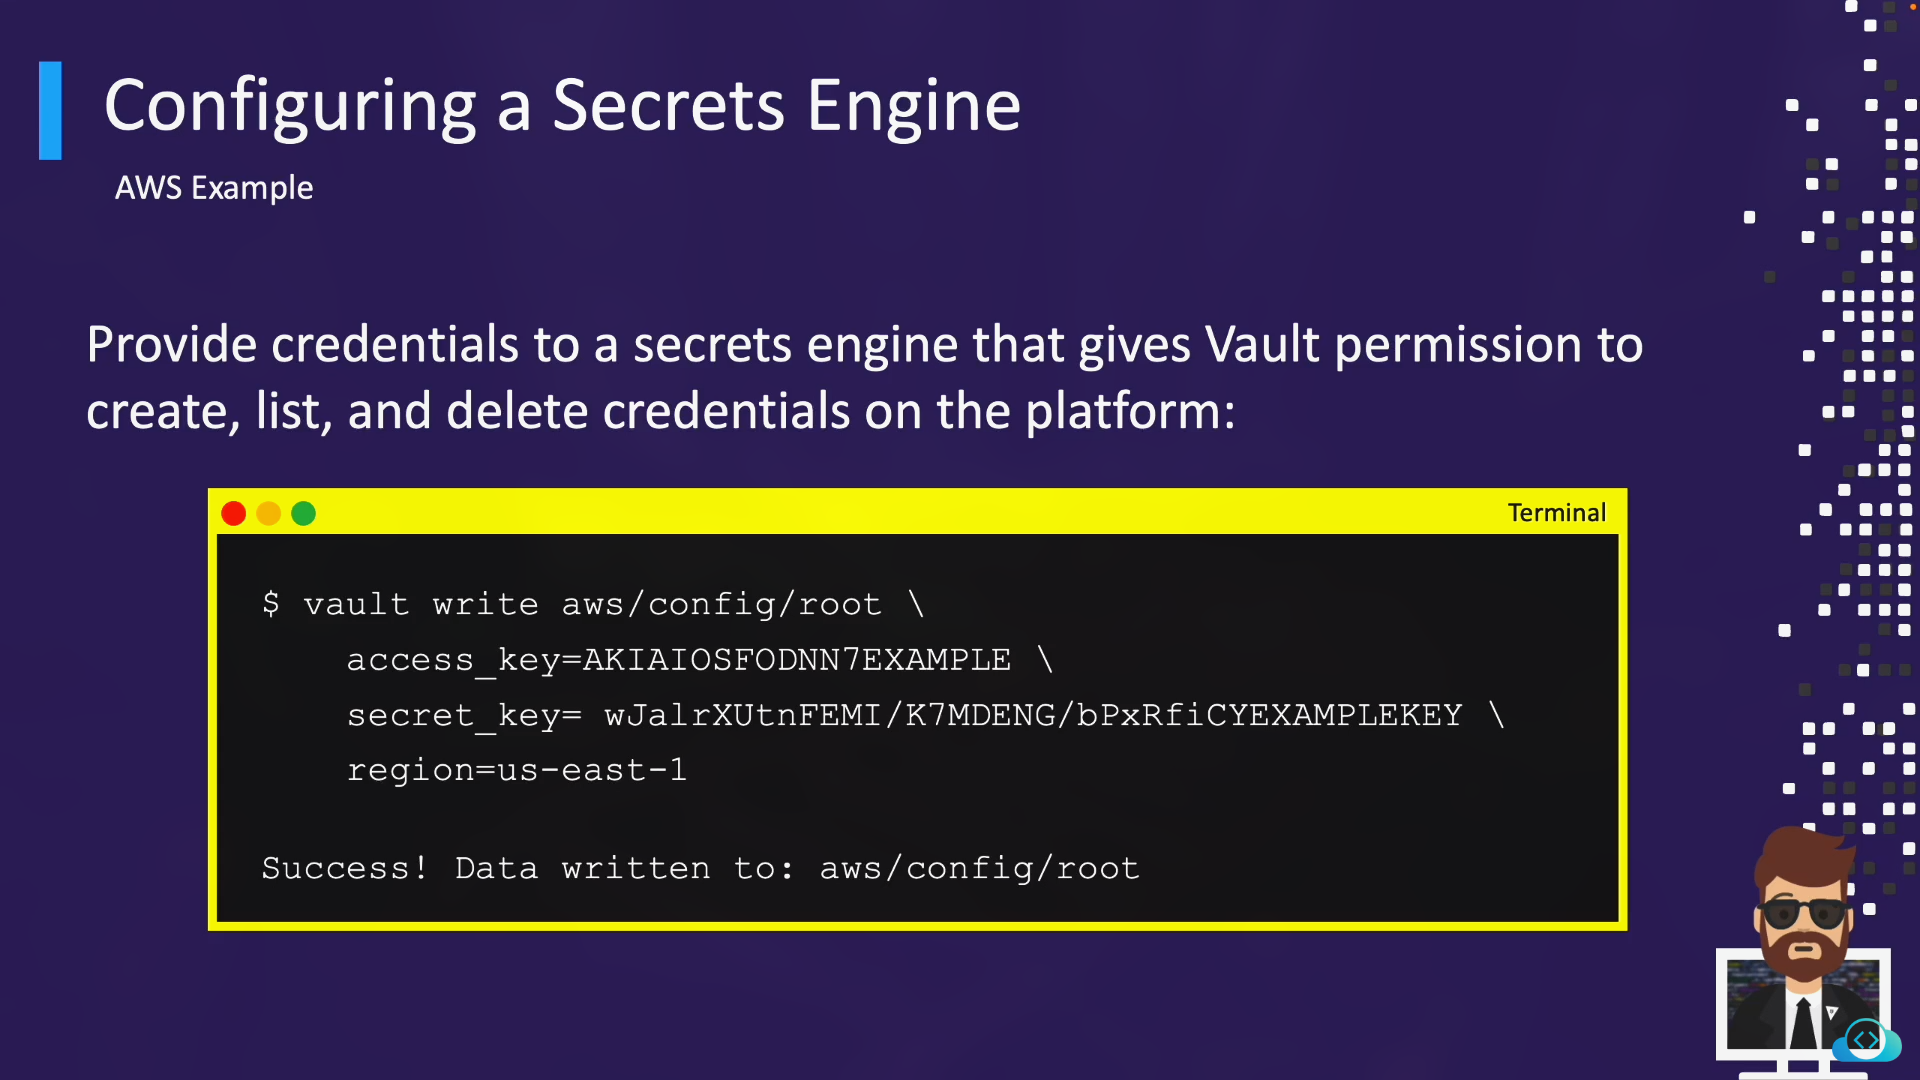 Configuring a Secrets Engine
AWS Example
Provide credentials to a secrets engine that gives Vault permission to
create, list, and delete credentials on the platform:
Terminal
$ vault write aws/config/root \
access_key=AKIAIOSFODNN7EXAMPLE \
secret_key= wJalrXUtnFEMI/K7MDENG/bPxRfiCYEXAMPLEKEY \
region=us-east-1
Success! Data written to: aws/config/root